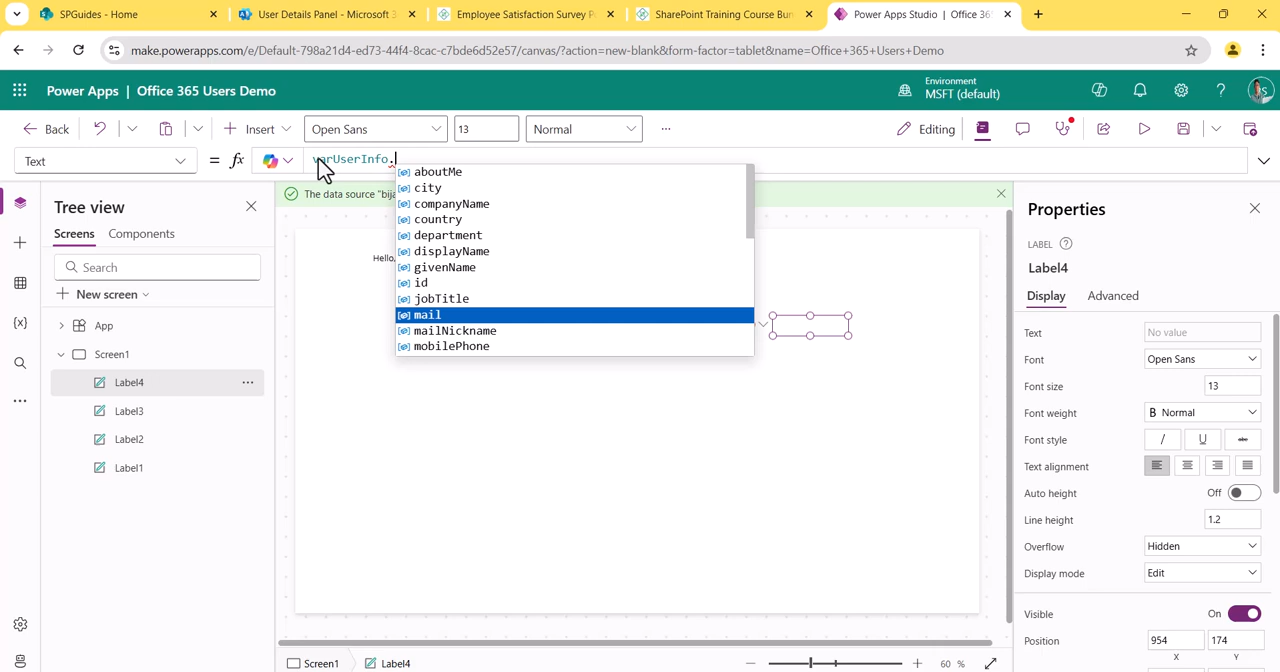 SPGuides - Home
User Details Panel - Microsoft 3
Employee Satisfaction Survey P
SharePoint Training Course Bun
Power Apps Studio | Office 36
make.powerapps.com/e/Default-798a21d4-ed73-44f4-8cac-c7bde6d52e57/canvas/?action=new-blank&form-factor=tablet&name=Office+365+Users+Demo
Power Apps | Office 365 Users Demo
Environment
MSFT (default)
Back
Insert
Open Sans
13
Normal
...
Editing
Text
= fx
varUserInfo.
The data source "bija
aboutMe
city
companyName
country
department
displayName
givenName
id
jobTitle
mail
mailNickname
mobilePhone
Hello,
Tree view
Screens Components
Search
New screen
App
Screen1
Label4
Label3
Label2
Label1
Properties
LABEL
Label4
Display Advanced
Text No value
Font Open Sans
Font size 13
Font weight B Normal
Font style / U abc
Text alignment
Auto height Off
Line height 1.2
Overflow Hidden
Display mode Edit
Visible On
Position 954 174
X Y
Screen1 Label4
60 %